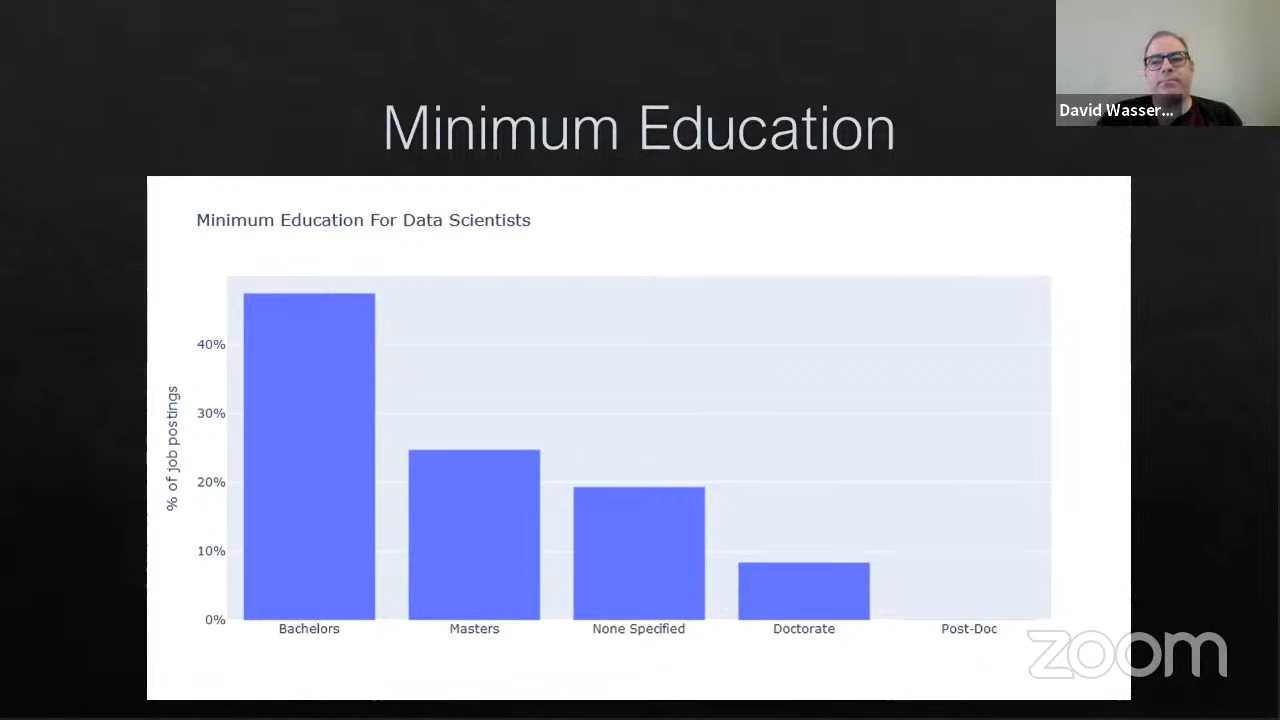 David Wasser...
Minimum Education
Minimum Education For Data Scientists
% of job postings
40%
30%
20%
10%
0%
Bachelors Masters None Specified Doctorate Post-Doc
zoom